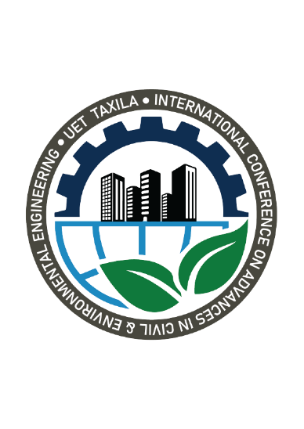 UET TAXILA • INTERNATIONAL CONFERENCE ON ADVANCES IN CIVIL & ENVIRONMENTAL ENGINEERING •